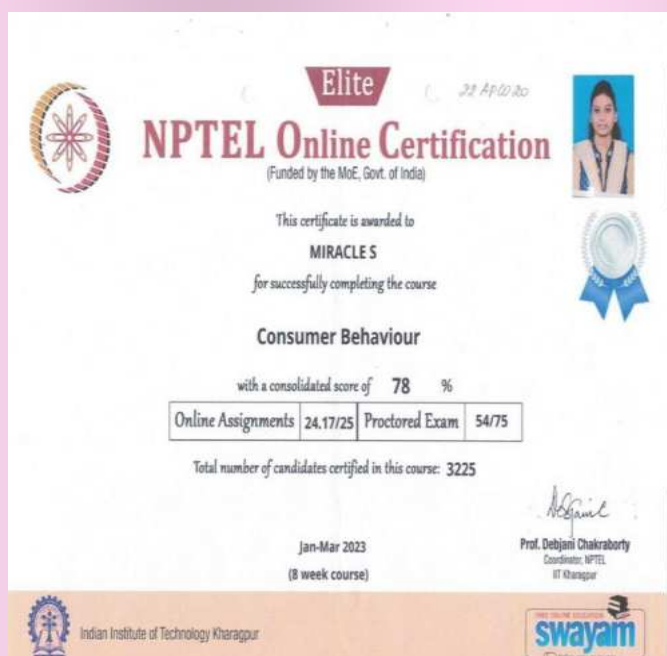 Elite
NPTEL Online Certification
(Funded by the MoE, Govt. of India)
This certificate is awarded to
MIRACLE S
for successfully completing the course
Consumer Behaviour
with a consolidated score of 78 %
Online Assignments 24.17/25 Proctored Exam 54/75
Total number of candidates certified in this course: 3225
Prof. Debjani Chakraborty
Coordinator, NPTEL
IIT Kharagpur
Jan-Mar 2023
(8 week course)
Indian Institute of Technology Kharagpur
FREE ONLINE EDUCATION
swayam